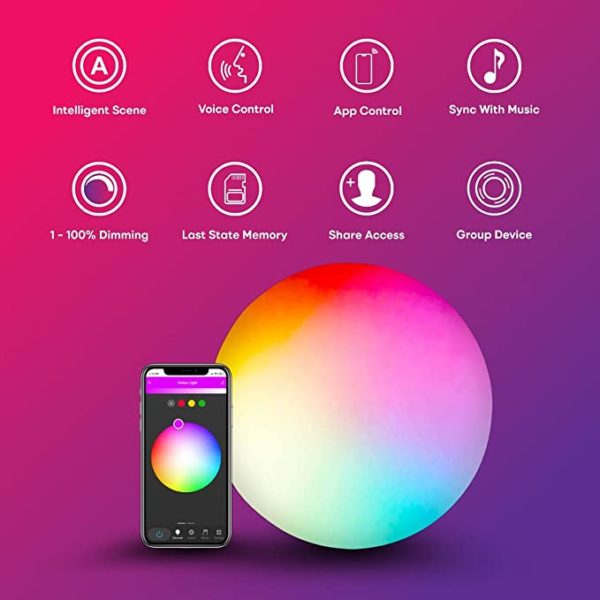 A
Intelligent Scene
Voice Control
App Control
Sync With Music
1 - 100% Dimming
Last State Memory
Share Access
Group Device
Colour Light